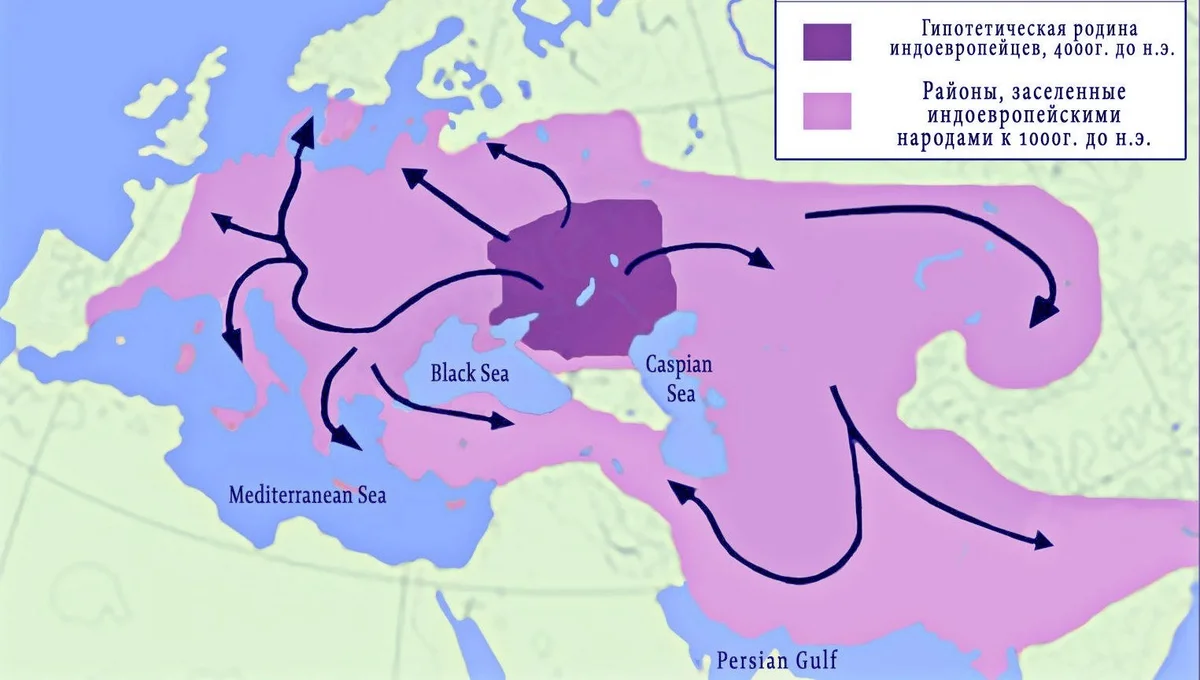 Гипотетическая родина
индоевропейцев, 4000г. до н.э.
Районы, заселенные
индоевропейскими
народами к 1000г. до н.э.
Black Sea
Caspian
Sea
Mediterranean Sea
Persian Gulf